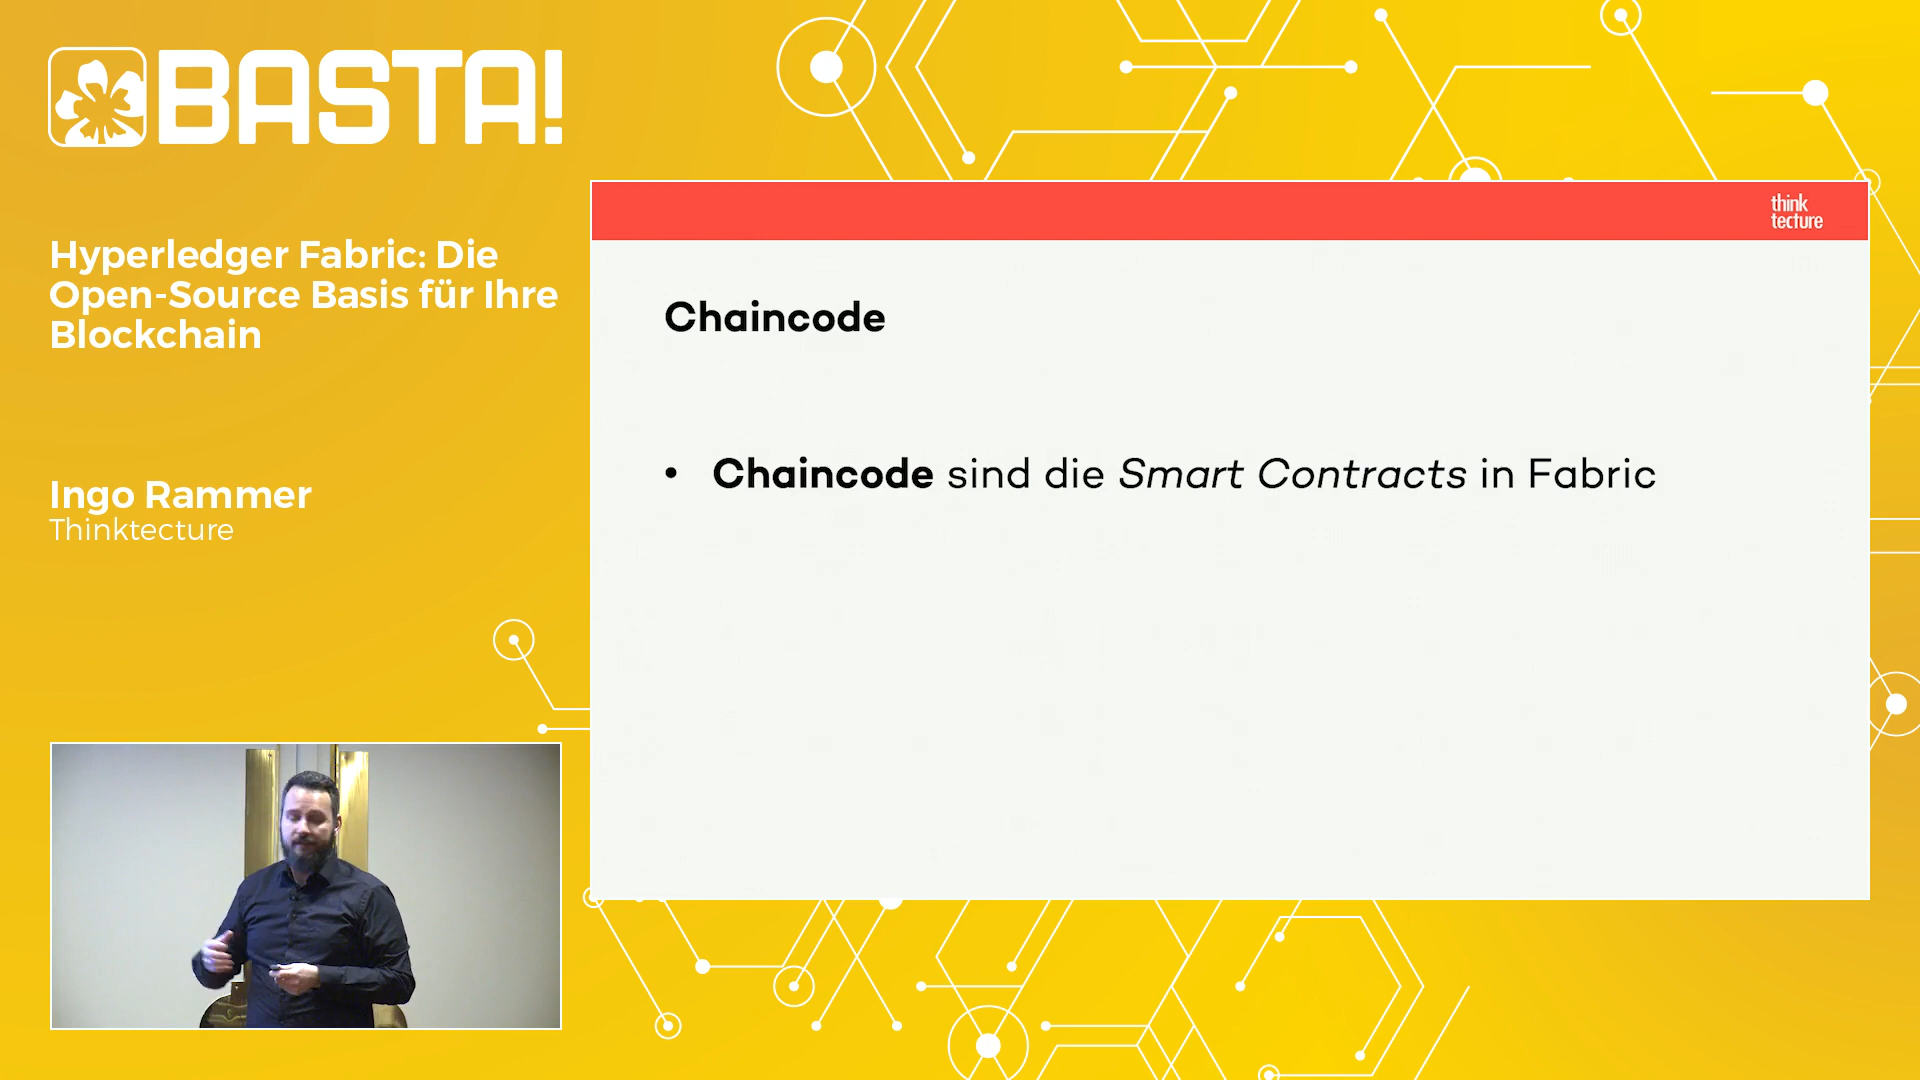 BASTA!
Hyperledger Fabric: Die
Open-Source Basis für Ihre
Blockchain
Ingo Rammer
Thinktecture
think
tecture
Chaincode
• Chaincode sind die Smart Contracts in Fabric